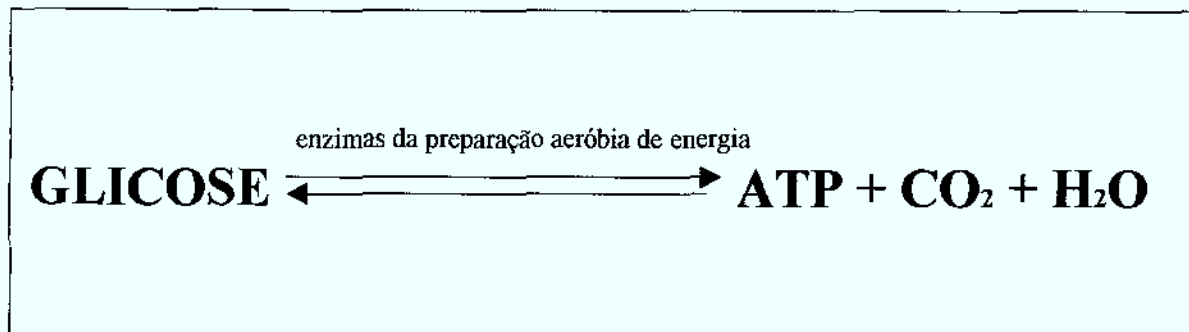 enzimas da preparação aeróbia de energia
GLICOSE ⇄ ATP + CO₂ + H₂O